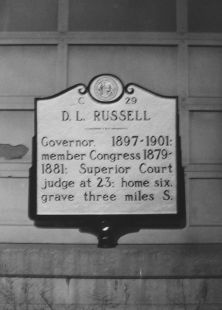 C 29
D. L. RUSSELL
Governor, 1897-1901;
member Congress 1879-
1881; Superior Court
judge at 23; home six,
grave three miles S.